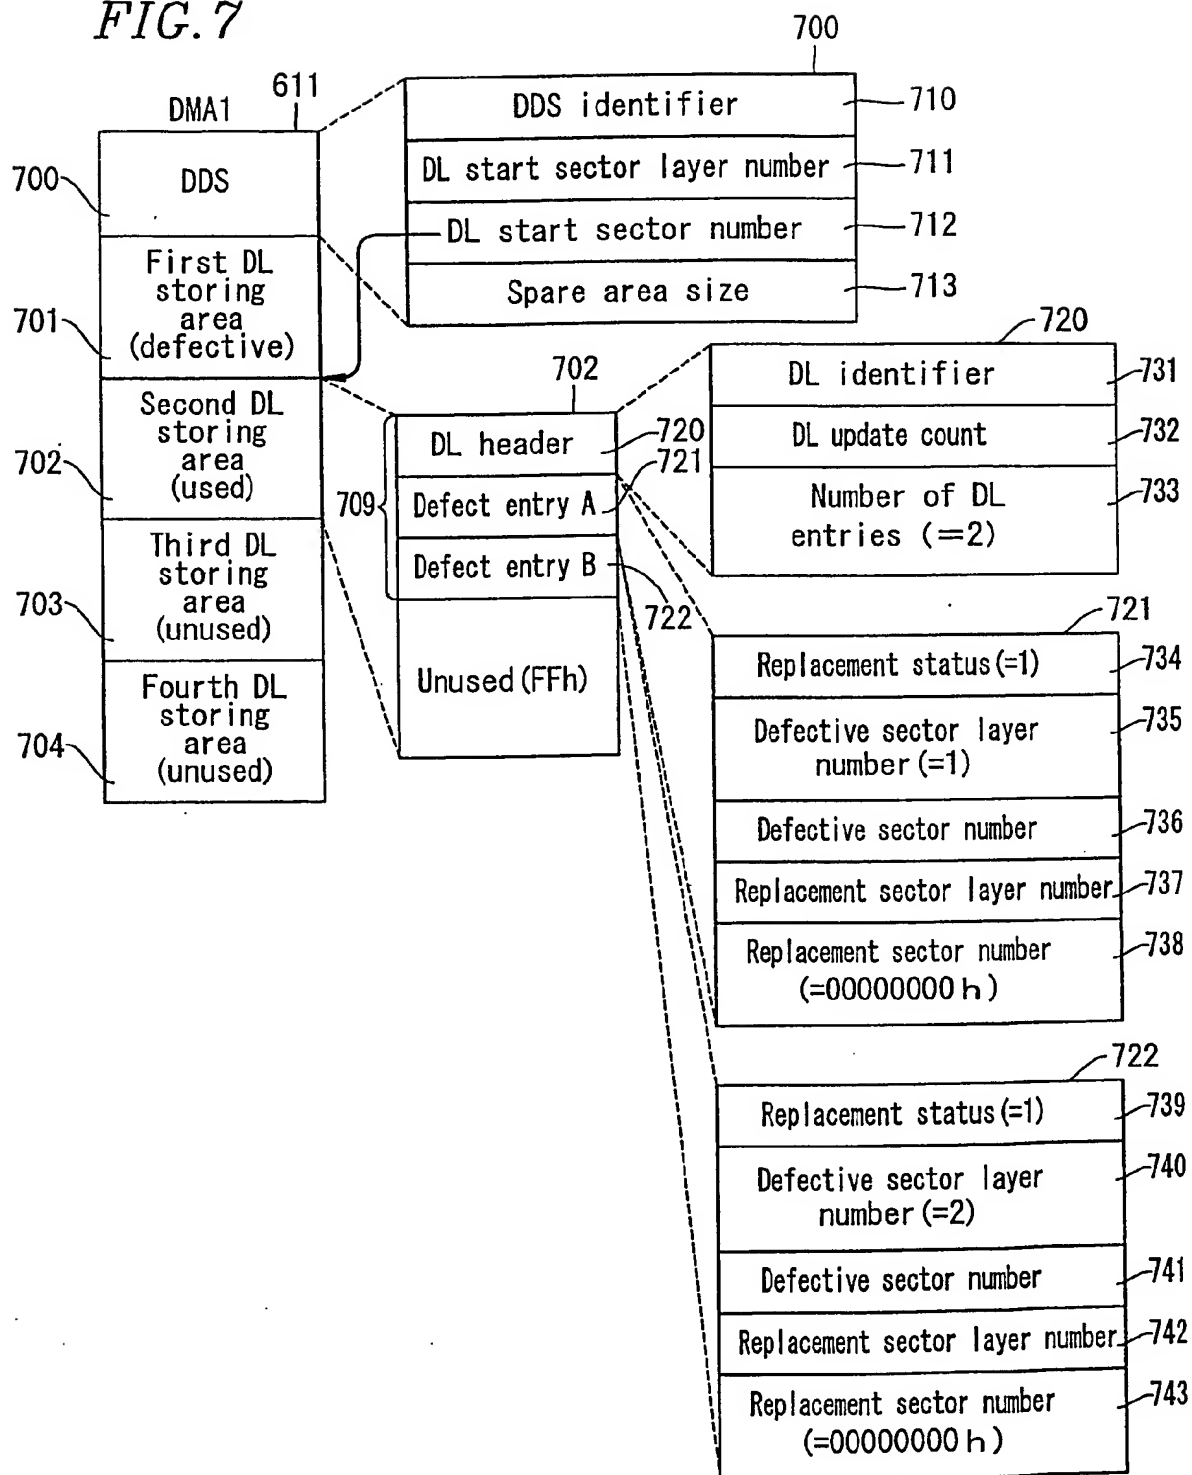 FIG. 7
DMA1
611
700
DDS
701
First DL
storing
area
(defective)
702
Second DL
storing
area
(used)
703
Third DL
storing
area
(unused)
704
Fourth DL
storing
area
(unused)
700
DDS identifier
710
DL start sector layer number
711
DL start sector number
712
Spare area size
713
702
709
DL header
720
Defect entry A
721
Defect entry B
722
Unused (FFh)
720
DL identifier
731
DL update count
732
Number of DL
entries (=2)
733
721
Replacement status (=1)
734
Defective sector layer
number (=1)
735
Defective sector number
736
Replacement sector layer number
737
Replacement sector number
(=00000000 h)
738
722
Replacement status (=1)
739
Defective sector layer
number (=2)
740
Defective sector number
741
Replacement sector layer number
742
Replacement sector number
(=00000000 h)
743